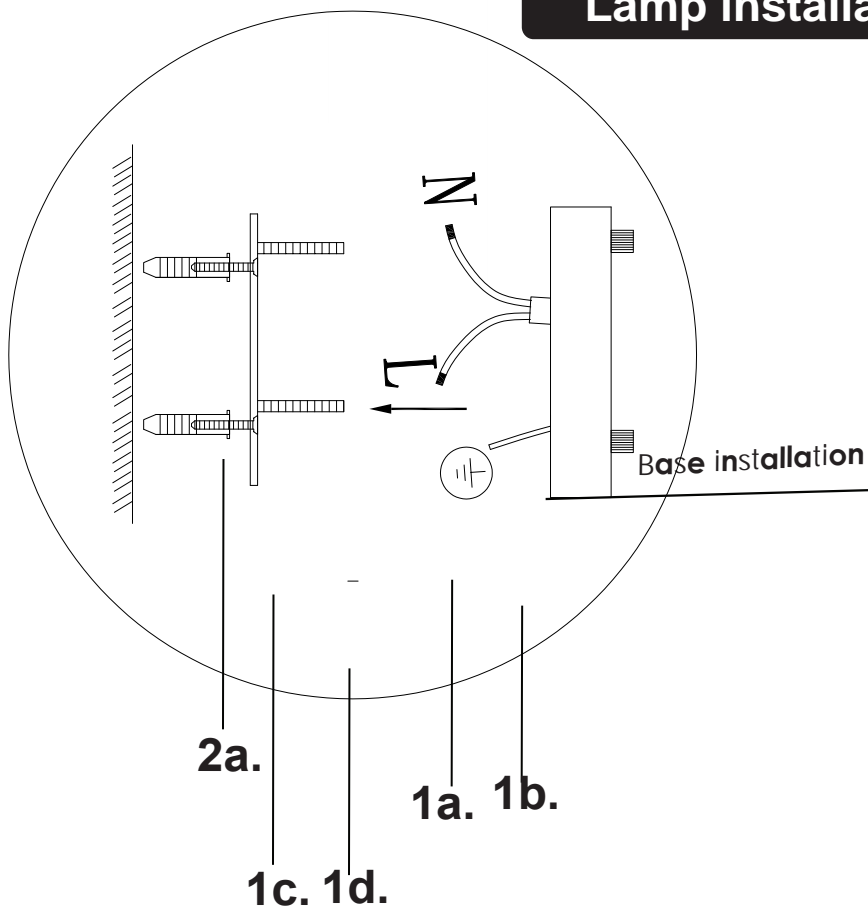 Lamp Installa
N
L
Base installation
2a.
1a. 1b.
1c. 1d.